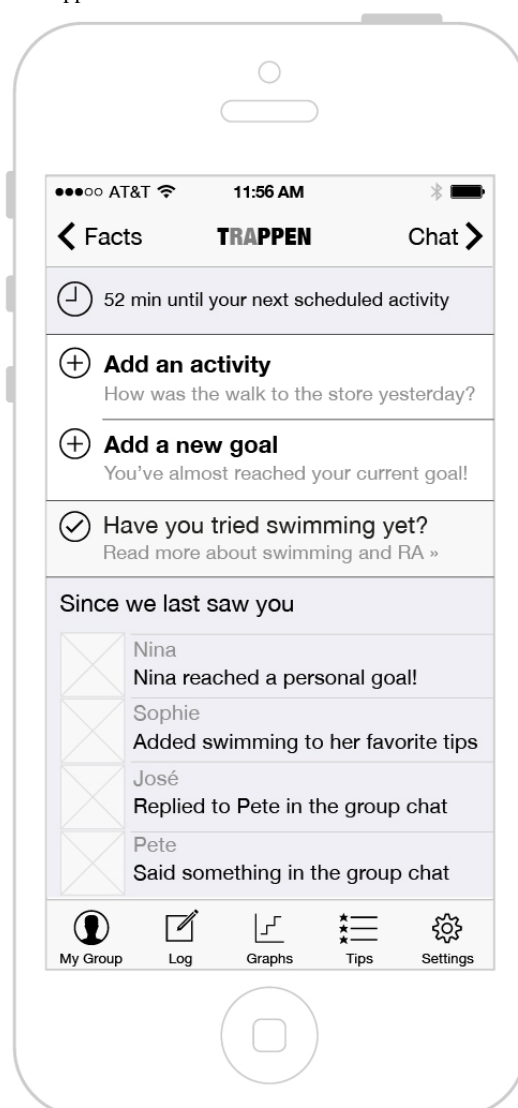 ●●●○○ AT&T 11:56 AM
Facts TRAPPEN Chat
52 min until your next scheduled activity
Add an activity
How was the walk to the store yesterday?
Add a new goal
You've almost reached your current goal!
Have you tried swimming yet?
Read more about swimming and RA »
Since we last saw you
Nina
Nina reached a personal goal!
Sophie
Added swimming to her favorite tips
José
Replied to Pete in the group chat
Pete
Said something in the group chat
My Group Log Graphs Tips Settings